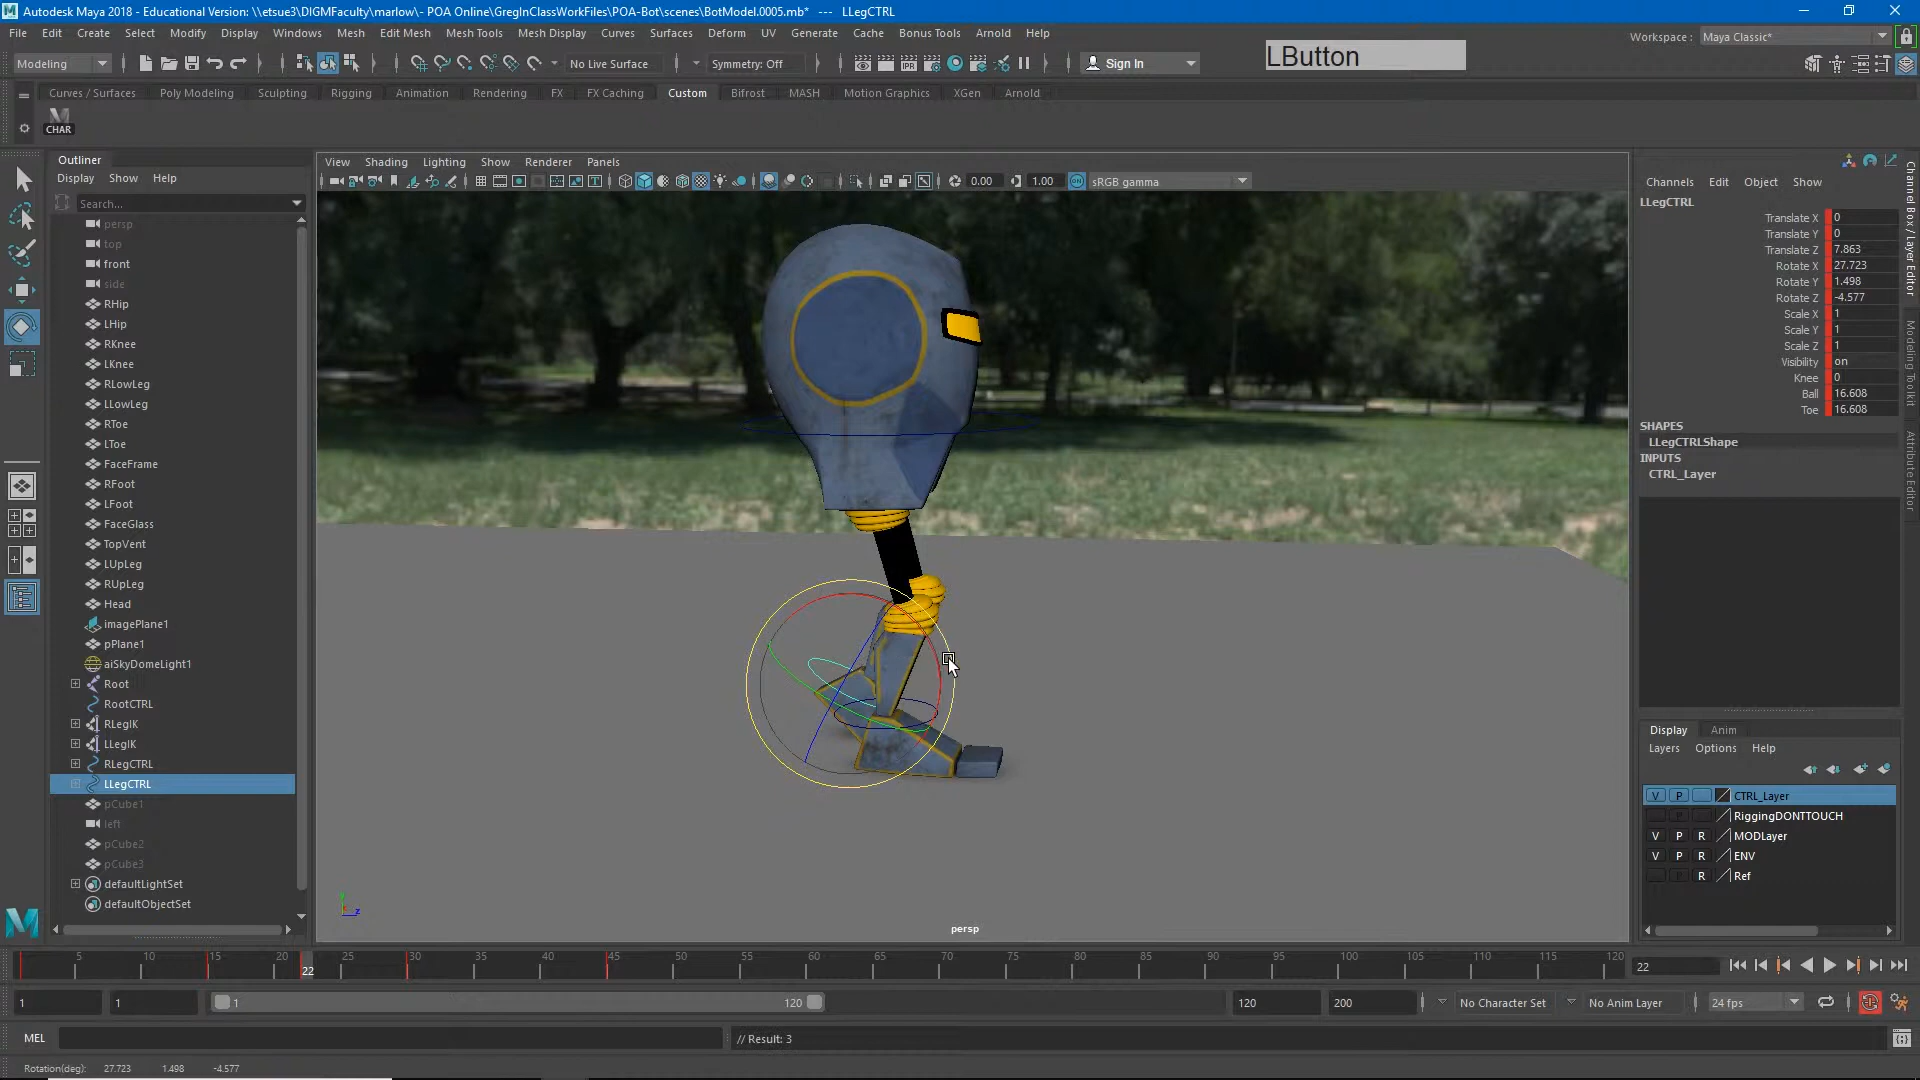 Autodesk Maya 2018 - Educational Version: \\etsue3\DIGMFaculty\marlow\- POA Online\GregInClassWorkFiles\POA-Bot\scenes\BotModel.0005.mb* --- LLegCTRL
File Edit Create Select Modify Display Windows Mesh Edit Mesh Mesh Tools Mesh Display Curves Surfaces Deform UV Generate Cache Bonus Tools Arnold Help
Workspace : Maya Classic*
LButton
Modeling
No Live Surface
Symmetry: Off
IPR
Sign In
Curves / Surfaces Poly Modeling Sculpting Rigging Animation Rendering FX FX Caching Custom Bifrost MASH Motion Graphics XGen Arnold
CHAR
Outliner
Display Show Help
Search...
persp
top
front
side
RHip
LHip
RKnee
LKnee
RLowLeg
LLowLeg
RToe
LToe
FaceFrame
RFoot
LFoot
FaceGlass
TopVent
LUpLeg
RUpLeg
Head
imagePlane1
pPlane1
aiSkyDomeLight1
Root
RootCTRL
RLegIK
LLegIK
RLegCTRL
LLegCTRL
pCube1
left
pCube2
pCube3
defaultLightSet
defaultObjectSet
View Shading Lighting Show Renderer Panels
0.00 1.00 ON sRGB gamma
persp
Y
Z
Channels Edit Object Show
LLegCTRL
Translate X 0
Translate Y 0
Translate Z 7.863
Rotate X 27.723
Rotate Y 1.498
Rotate Z -4.577
Scale X 1
Scale Y 1
Scale Z 1
Visibility on
Knee 0
Ball 16.608
Toe 16.608
SHAPES
LLegCTRLShape
INPUTS
CTRL_Layer
Channel Box / Layer Editor
Modeling Toolkit
Attribute Editor
Display Anim
Layers Options Help
V P CTRL_Layer
P RiggingDONTTOUCH
V P R MODLayer
V P R ENV
P R Ref
5 10 15 20 25 30 35 40 45 50 55 60 65 70 75 80 85 90 95 100 105 110 115 120
22
22
1 1 1 120 120 200 No Character Set No Anim Layer 24 fps
MEL // Result: 3
Rotation(deg): 27.723 1.498 -4.577